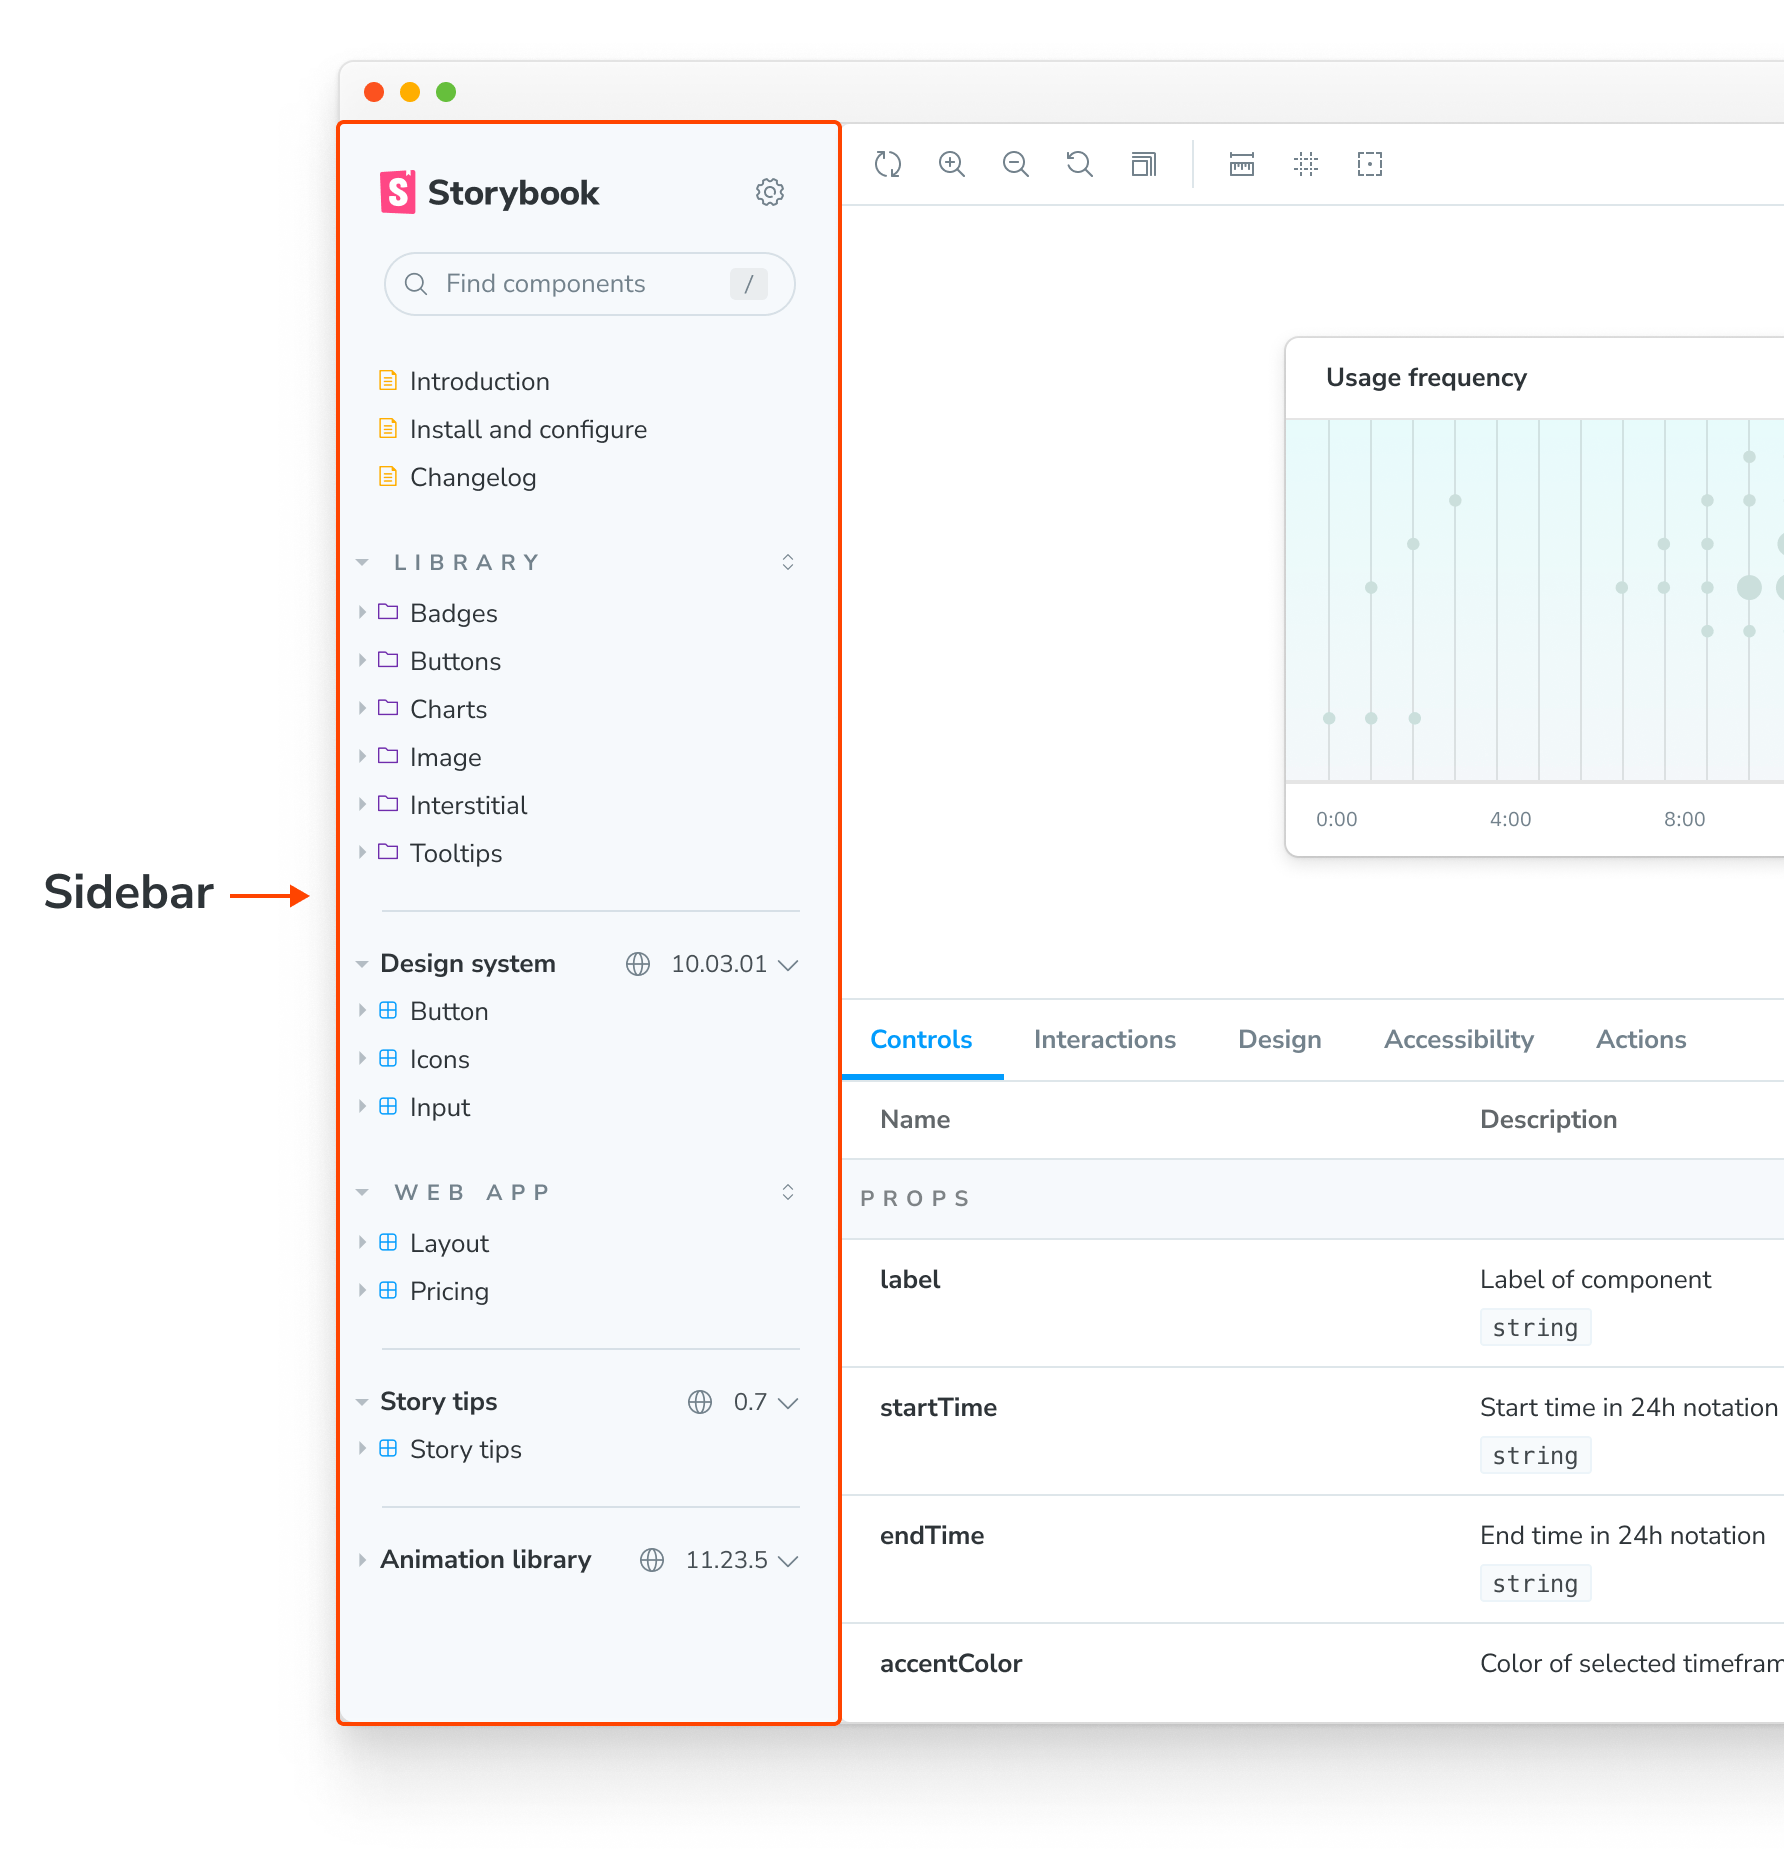 Sidebar
Storybook
Find components
/
Introduction
Install and configure
Changelog
LIBRARY
Badges
Buttons
Charts
Image
Interstitial
Tooltips
Design system 10.03.01
Button
Icons
Input
WEB APP
Layout
Pricing
Story tips 0.7
Story tips
Animation library 11.23.5
Usage frequency
0:00 4:00 8:00
Controls Interactions Design Accessibility Actions
Name Description
PROPS
label Label of component
string
startTime Start time in 24h notation
string
endTime End time in 24h notation
string
accentColor Color of selected